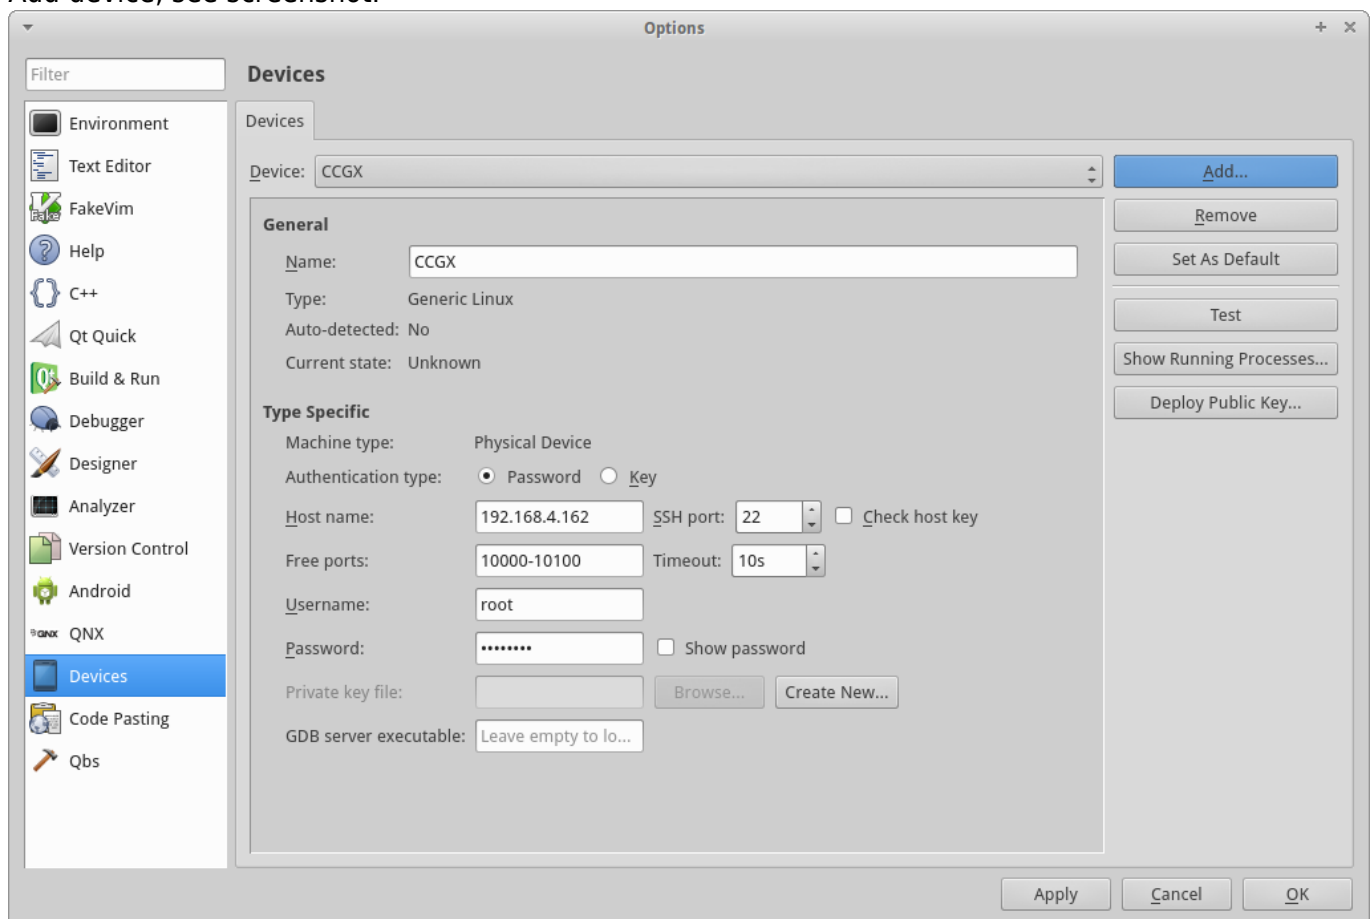 Add device, see screenshot:
Options
Filter
Devices
Environment
Text Editor
FakeVim
Help
C++
Qt Quick
Build & Run
Debugger
Designer
Analyzer
Version Control
Android
QNX
Devices
Code Pasting
Qbs
Devices
Device: CCGX
Add...
Remove
Set As Default
Test
Show Running Processes...
Deploy Public Key...
General
Name: CCGX
Type: Generic Linux
Auto-detected: No
Current state: Unknown
Type Specific
Machine type: Physical Device
Authentication type: Password Key
Host name: 192.168.4.162 SSH port: 22 Check host key
Free ports: 10000-10100 Timeout: 10s
Username: root
Password: •••••••• Show password
Private key file: Browse... Create New...
GDB server executable: Leave empty to lo...
Apply Cancel OK